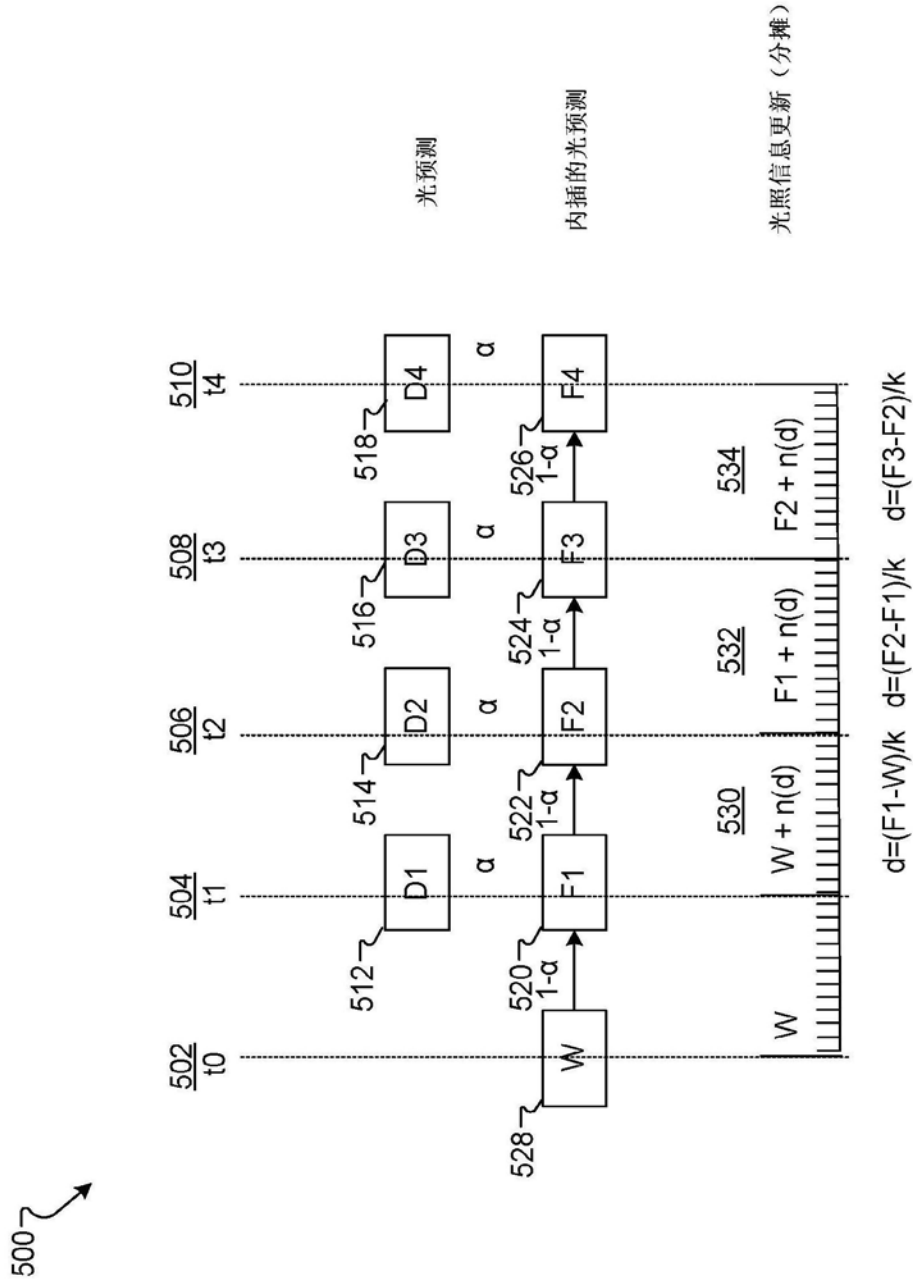 500
502
504
506
508
510
t0
t1
t2
t3
t4
512
514
516
518
D1
D2
D3
D4
光预测
α
α
α
α
528
520
522
524
526
1-α
1-α
1-α
1-α
W
F1
F2
F3
F4
内插的光预测
530
532
534
W
W + n(d)
F1 + n(d)
F2 + n(d)
光照信息更新（分摊）
d=(F1-W)/k
d=(F2-F1)/k
d=(F3-F2)/k